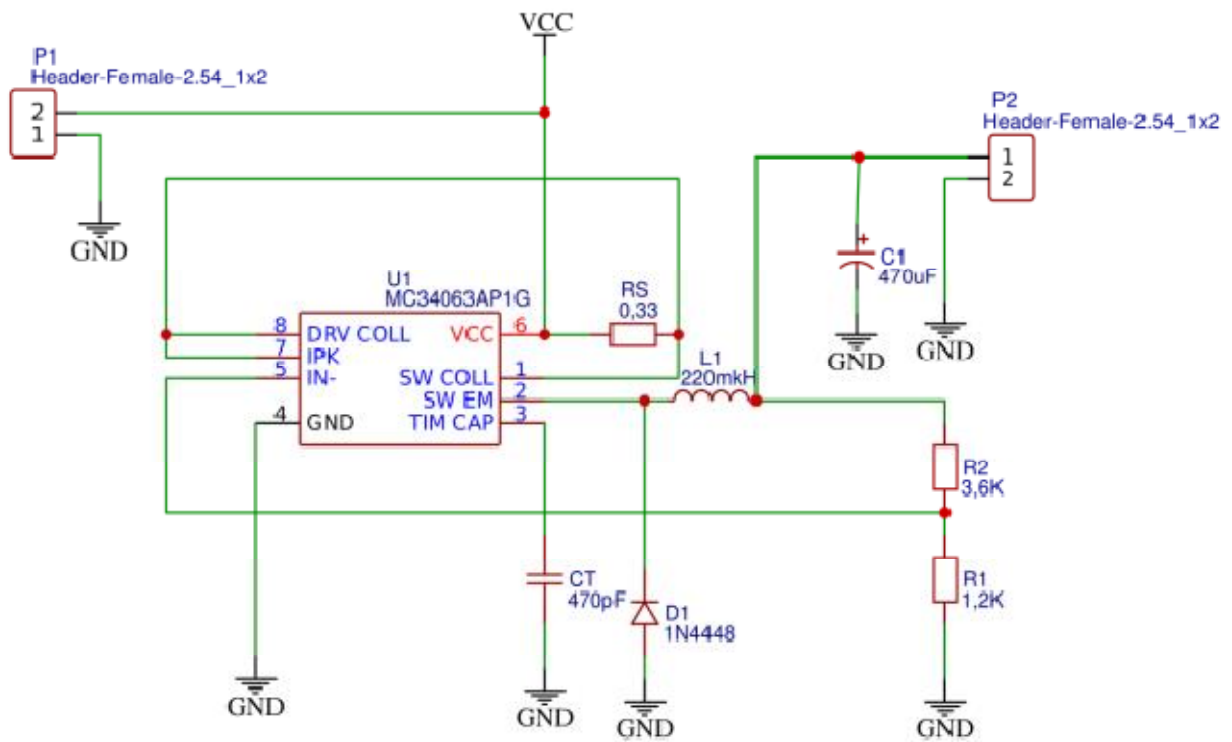 VCC
P1
Header-Female-2.54_1x2
2
1
GND
P2
Header-Female-2.54_1x2
1
2
GND
C1
470uF
GND
U1
MC34063AP1G
8 DRV COLL
7 IPK
5 IN-
4 GND
VCC 6
SW COLL 1
SW EM 2
TIM CAP 3
RS
0,33
L1
220mkH
R2
3,6K
R1
1,2K
CT
470pF
D1
1N4448
GND
GND
GND
GND